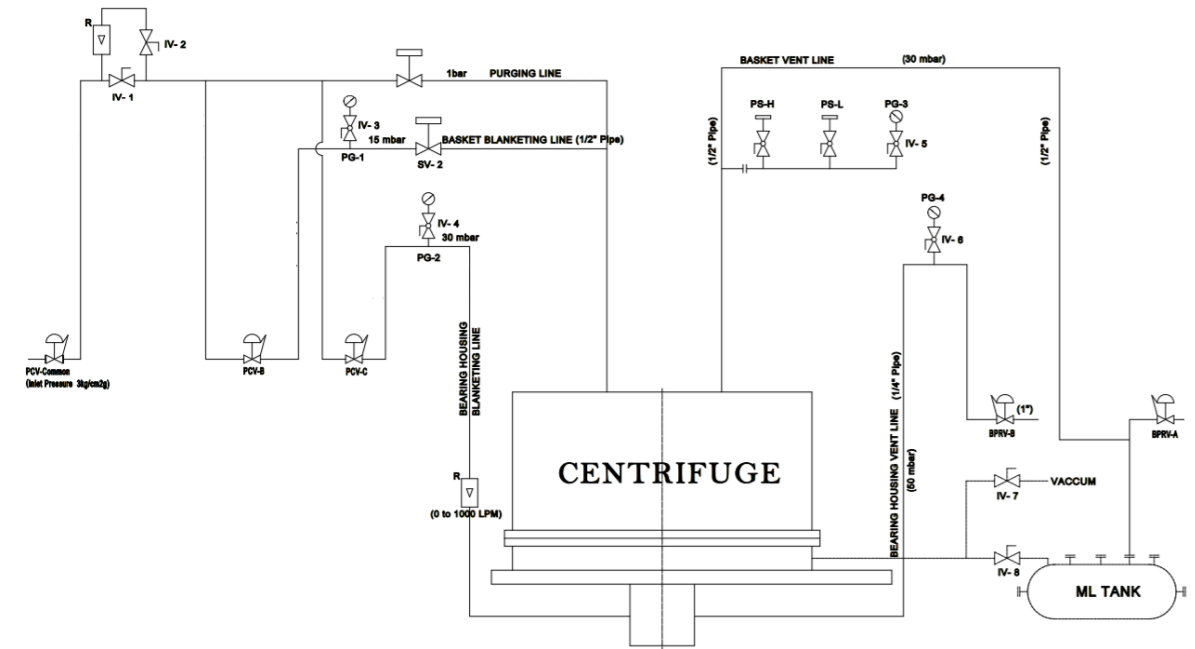 R
IV- 2
IV- 1
1bar PURGING LINE
IV- 3
15 mbar
PG-1
BASKET BLANKETING LINE (1/2" Pipe)
SV- 2
IV- 4
30 mbar
PG-2
PCV-Common
(Inlet Pressure 3kg/cm2g)
PCV-B
PCV-C
BEARING HOUSING
BLANKETING LINE
R
(0 to 1000 LPM)
CENTRIFUGE
BASKET VENT LINE (30 mbar)
(1/2" Pipe)
PS-H
PS-L
PG-3
IV- 5
(1/2" Pipe)
PG-4
IV- 6
BEARING HOUSING VENT LINE (1/4" Pipe)
(50 mbar)
(1")
BPRV-B
BPRV-A
VACCUM
IV- 7
IV- 8
ML TANK